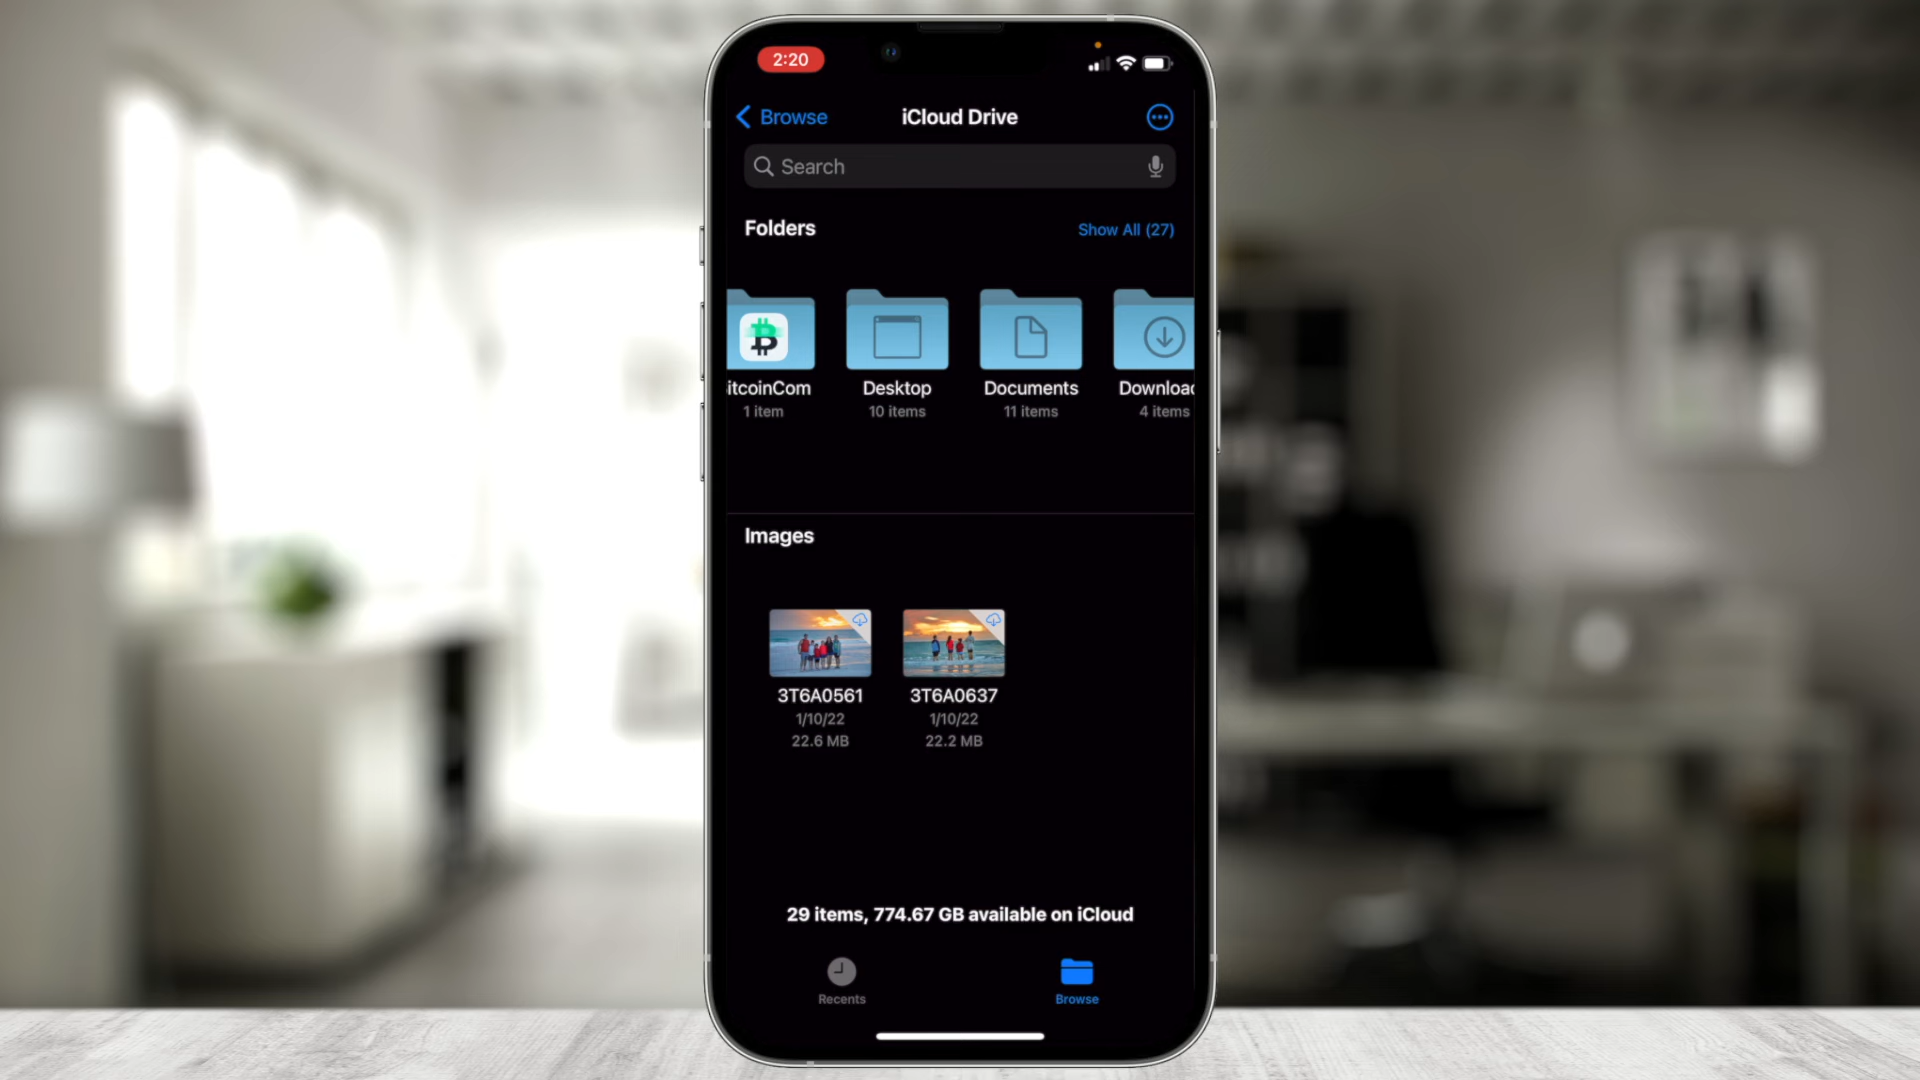 2:20
Browse
iCloud Drive
Search
Folders
Show All (27)
itcoinCom
Desktop
Documents
Downloa
1 item
10 items
11 items
4 items
Images
3T6A0561
3T6A0637
1/10/22
1/10/22
22.6 MB
22.2 MB
29 items, 774.67 GB available on iCloud
Recents
Browse